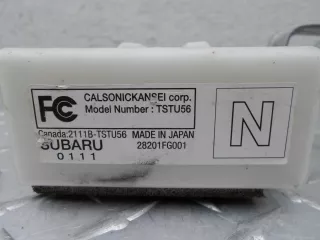 FC CALSONICKANSEI corp.
Model Number : TSTU56
Canada:2111B-TSTU56 MADE IN JAPAN
SUBARU 28201FG001
0111
N